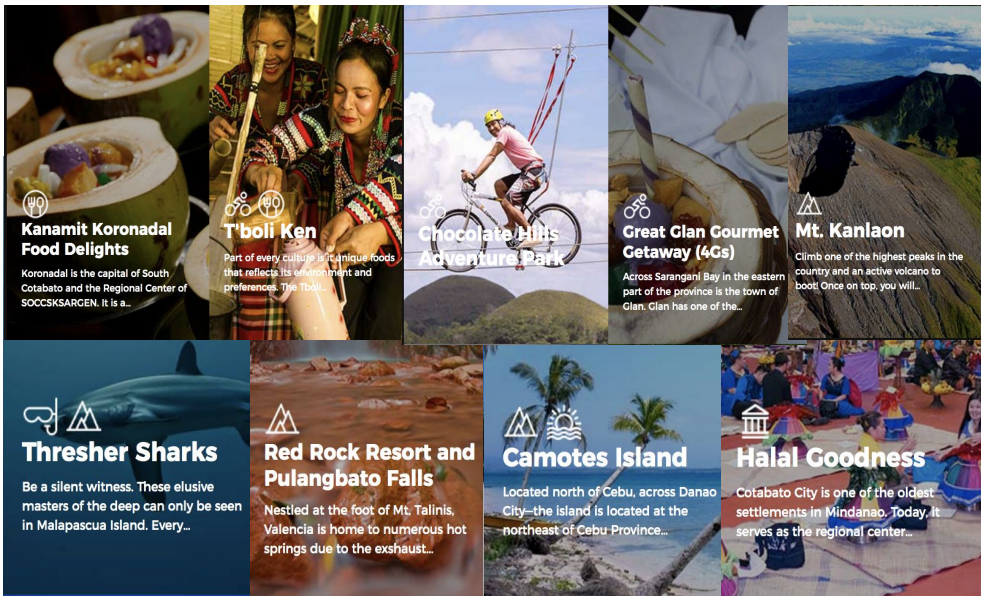 Kanamit Koronadal
Food Delights
Koronadal is the capital of South
Cotabato and the Regional Center of
SOCCSKSARGEN. It is a...
T'boli Ken
Part of every culture is it unique foods
that reflects its environment and
preferences. The Tboli...
Chocolate Hills
Adventure Park
Great Glan Gourmet
Getaway (4Gs)
Across Sarangani Bay in the eastern
part of the province is the town of
Glan. Glan has one of the...
Mt. Kanlaon
Climb one of the highest peaks in the
country and an active volcano to
boot! Once on top, you will...
Thresher Sharks
Be a silent witness. These elusive
masters of the deep can only be seen
in Malapascua Island. Every...
Red Rock Resort and
Pulangbato Falls
Nestled at the foot of Mt. Talinis,
Valencia is home to numerous hot
springs due to the exshaust...
Camotes Island
Located north of Cebu, across Danao
City—the island is located at the
northeast of Cebu Province...
Halal Goodness
Cotabato City is one of the oldest
settlements in Mindanao. Today, it
serves as the regional center...